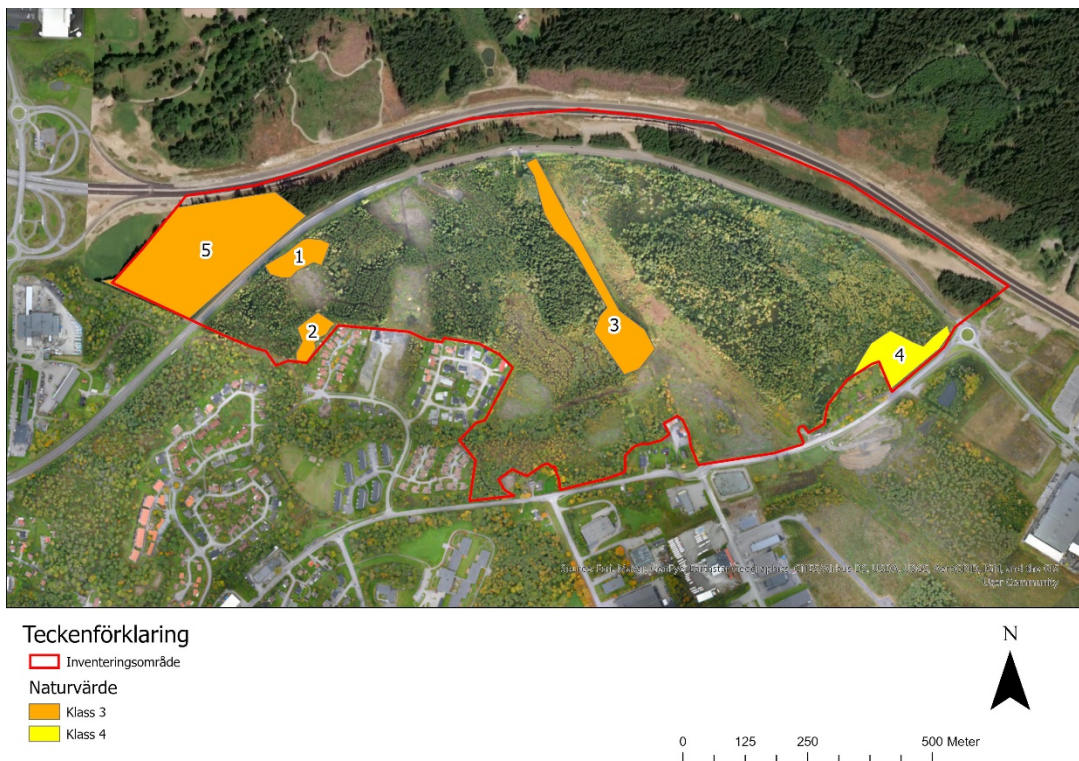 5
1
2
3
4
Teckenförklaring
Inventeringsområde
Naturvärde
Klass 3
Klass 4
N
0 125 250 500 Meter